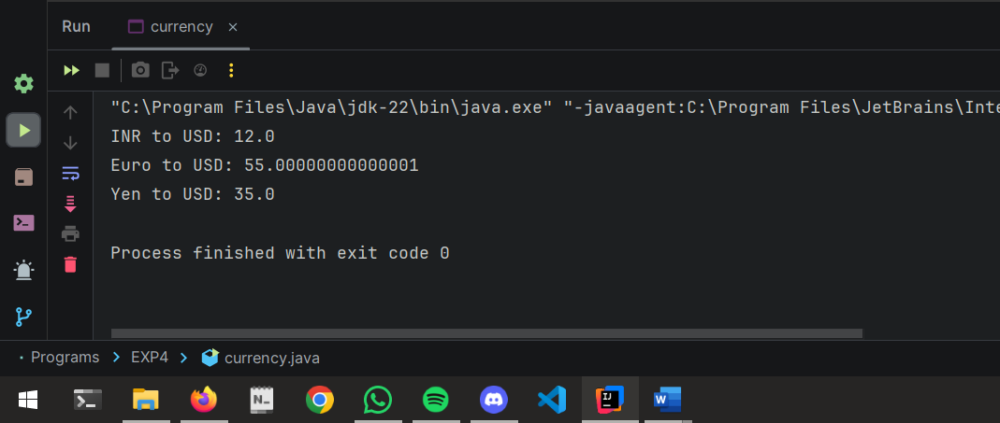 Run currency ×
"C:\Program Files\Java\jdk-22\bin\java.exe" "-javaagent:C:\Program Files\JetBrains\Inte
INR to USD: 12.0
Euro to USD: 55.00000000000001
Yen to USD: 35.0
Process finished with exit code 0
Programs > EXP4 > currency.java
N_ IJ W